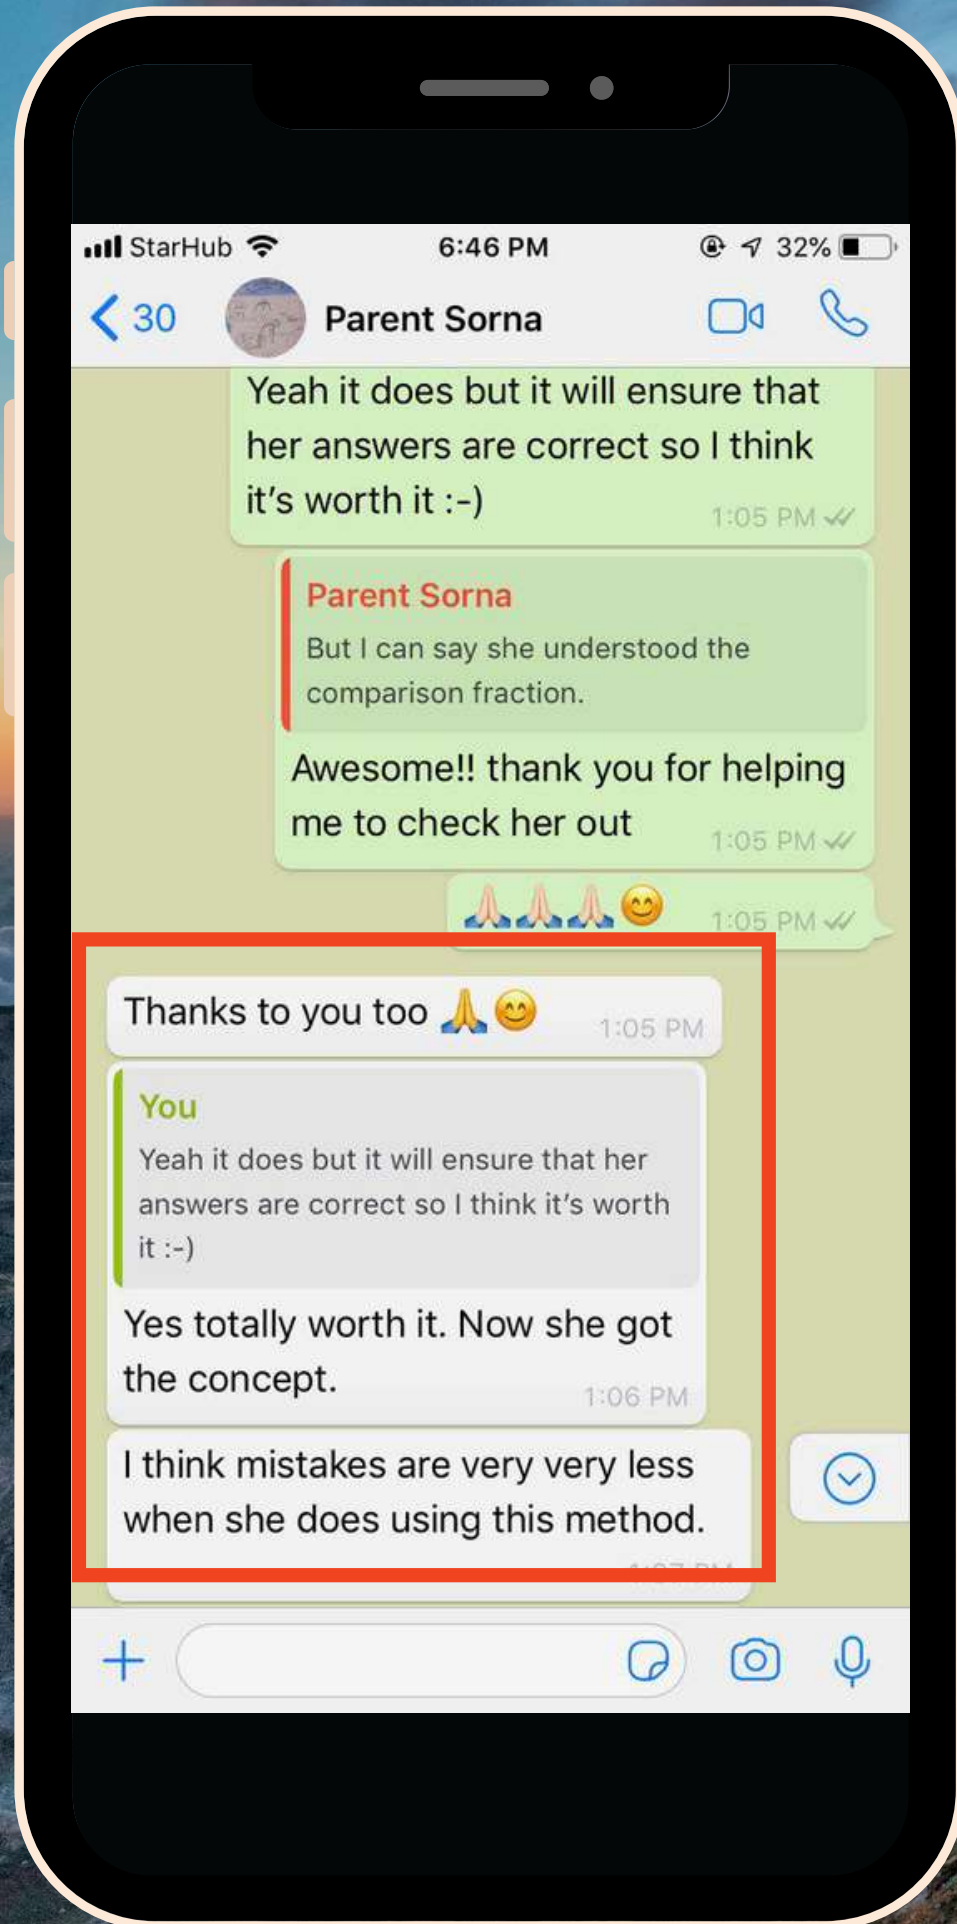 StarHub 6:46 PM 32%
30 Parent Sorna
Yeah it does but it will ensure that
her answers are correct so I think
it's worth it :-)
1:05 PM
Parent Sorna
But I can say she understood the
comparison fraction.
Awesome!! thank you for helping
me to check her out
1:05 PM
🙏🏻🙏🏻🙏🏻😊 1:05 PM
Thanks to you too 🙏😊 1:05 PM
You
Yeah it does but it will ensure that her
answers are correct so I think it's worth
it :-)
Yes totally worth it. Now she got
the concept.
1:06 PM
I think mistakes are very very less
when she does using this method.